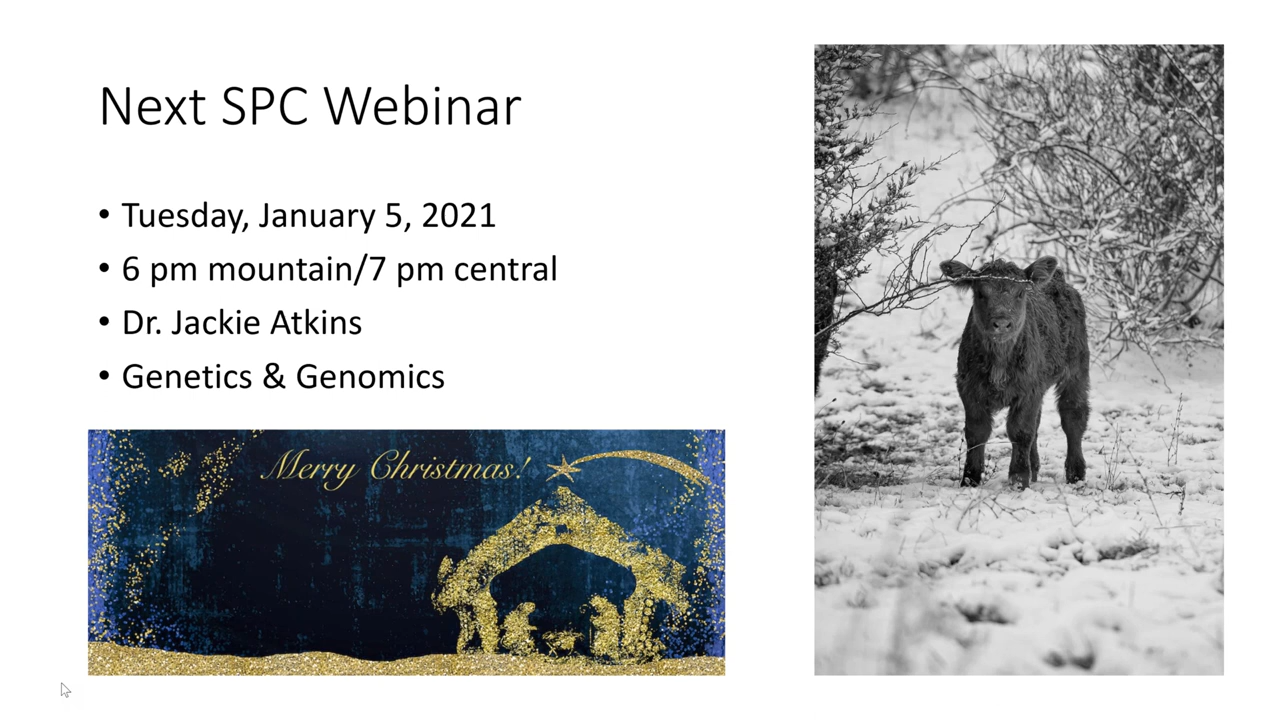 Next SPC Webinar
• Tuesday, January 5, 2021
• 6 pm mountain/7 pm central
• Dr. Jackie Atkins
• Genetics & Genomics
Merry Christmas!